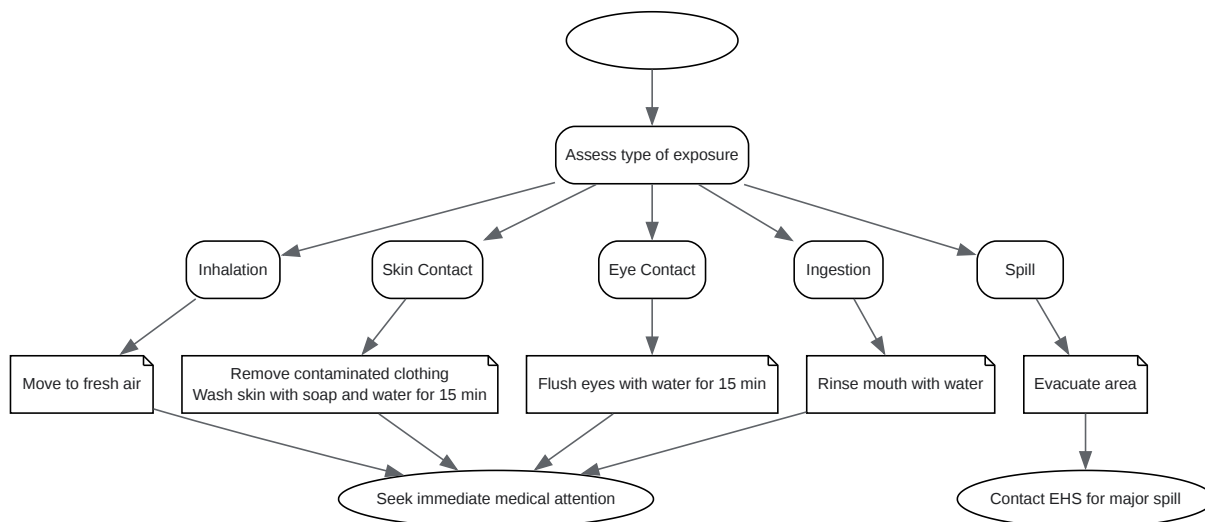 Assess type of exposure
Inhalation
Skin Contact
Eye Contact
Ingestion
Spill
Move to fresh air
Remove contaminated clothing
Wash skin with soap and water for 15 min
Flush eyes with water for 15 min
Rinse mouth with water
Evacuate area
Seek immediate medical attention
Contact EHS for major spill